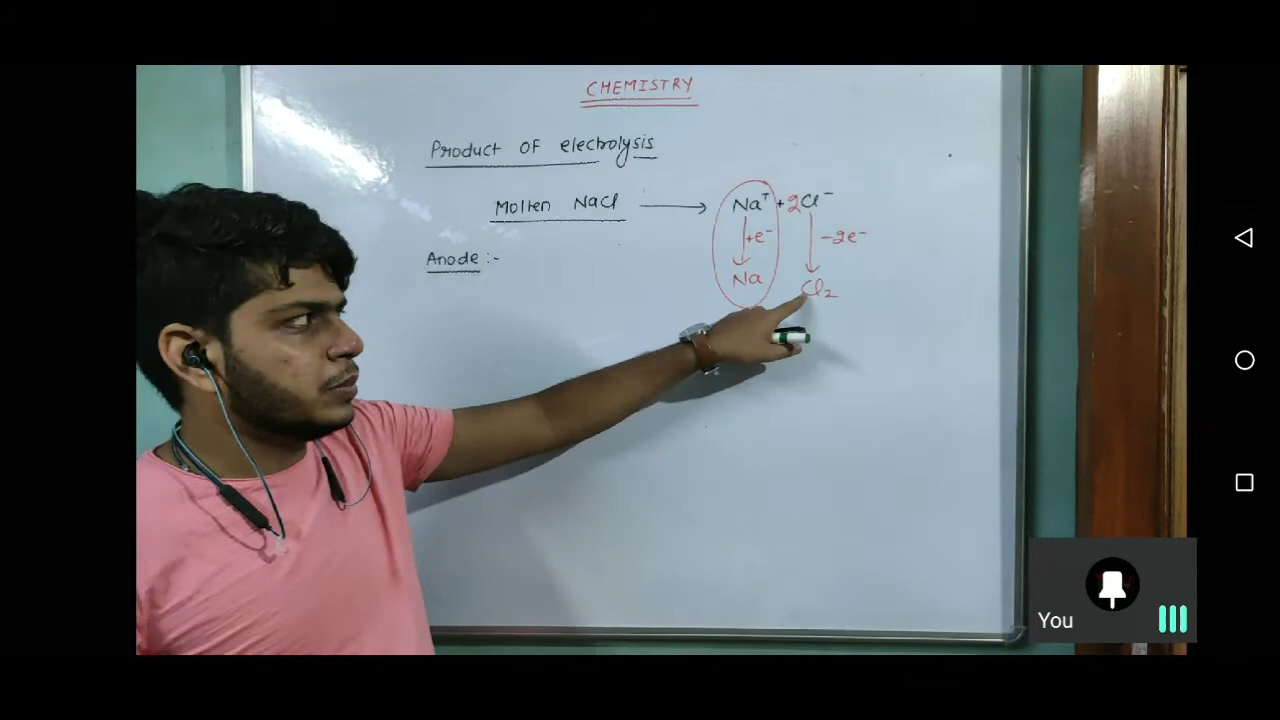 CHEMISTRY
Product OF electrolysis
Molten NaCl → Na⁺ + 2Cl⁻
+e⁻ -2e⁻
Anode :- Na Cl₂
You